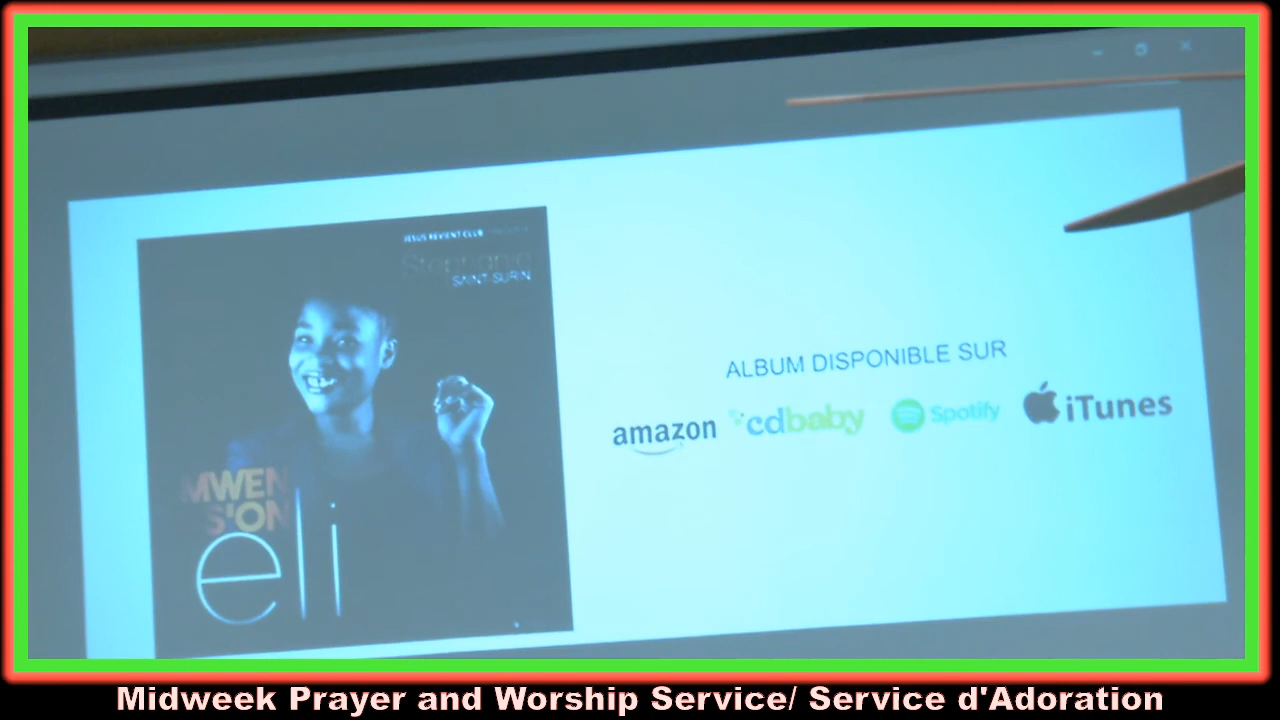 JESUS REVIENT CLUB
Stephanie
SAINT-SURIN
MWEN
S'ON
eli
ALBUM DISPONIBLE SUR
amazon cdbaby Spotify iTunes
Midweek Prayer and Worship Service/ Service d'Adoration